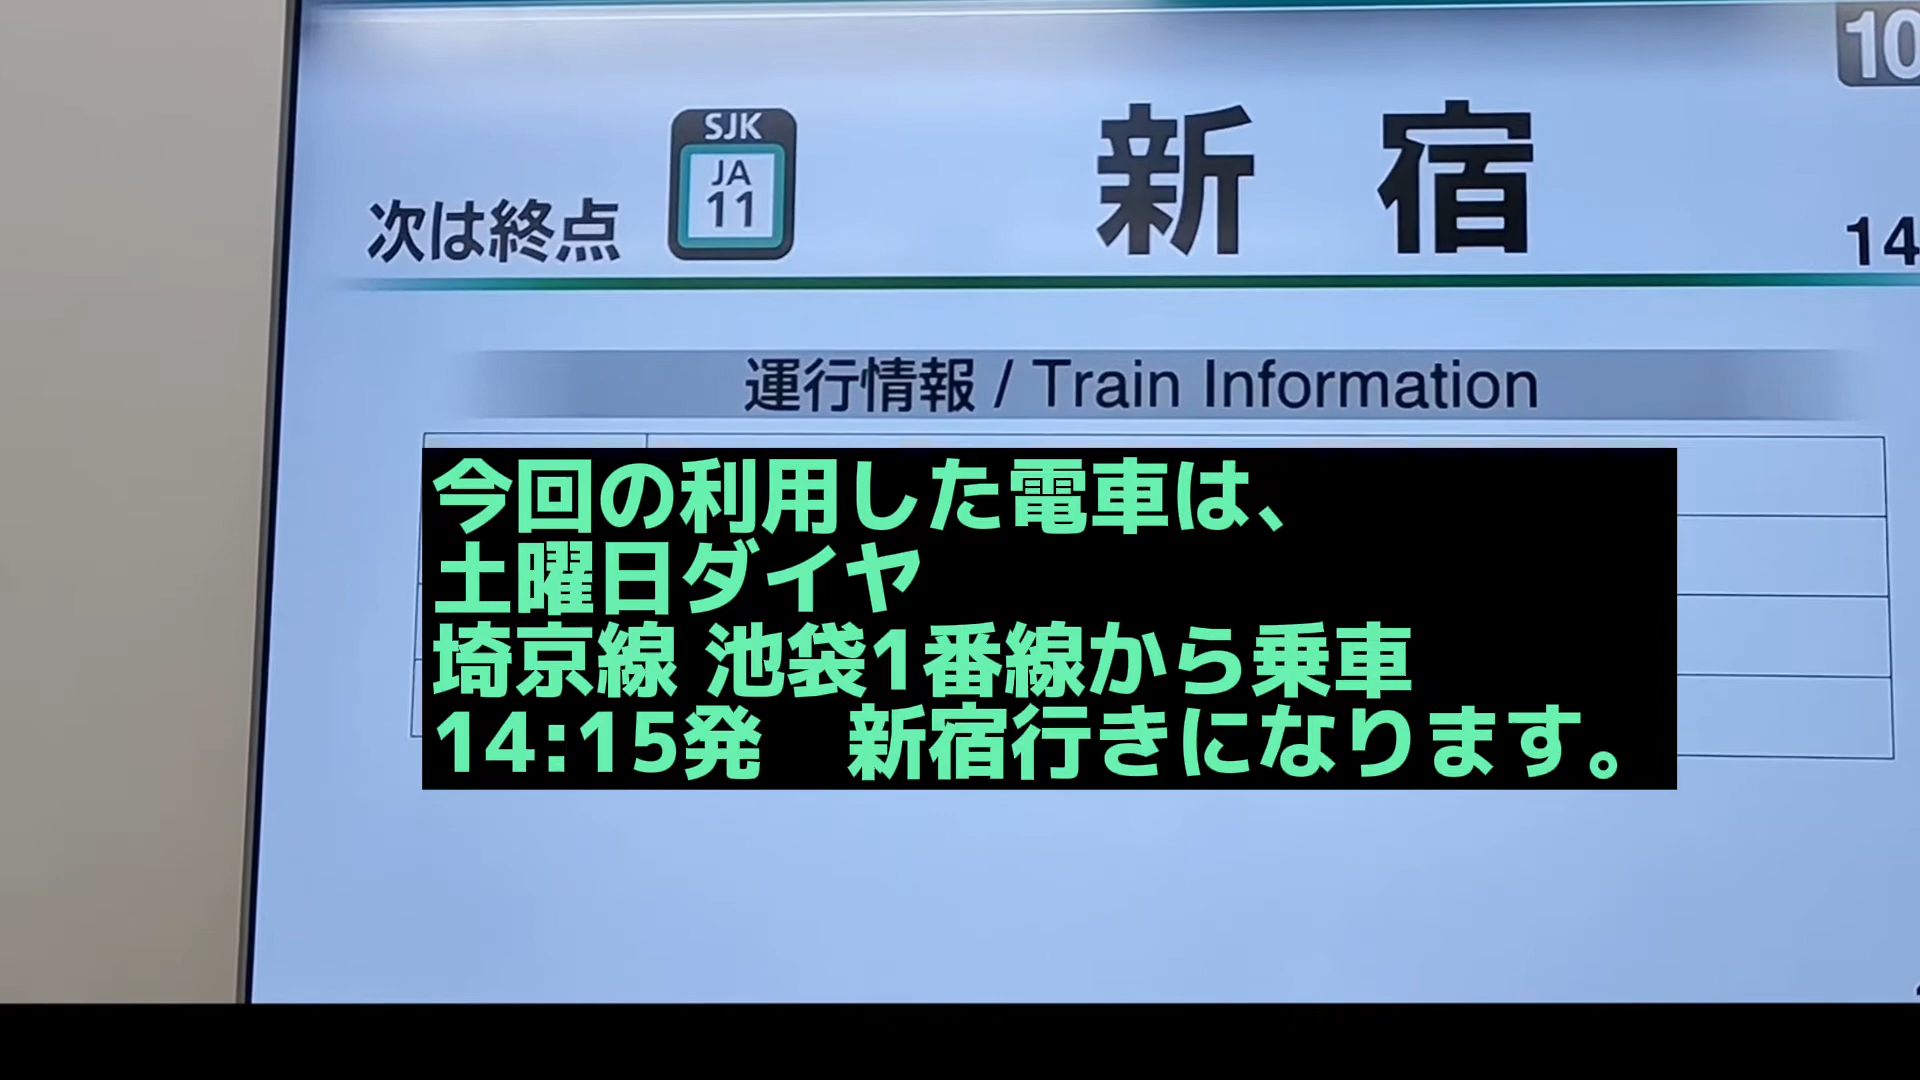 10
SJK
JA
11
次は終点
新宿
14
運行情報 / Train Information
今回の利用した電車は、
土曜日ダイヤ
埼京線 池袋1番線から乗車
14:15発　新宿行きになります。